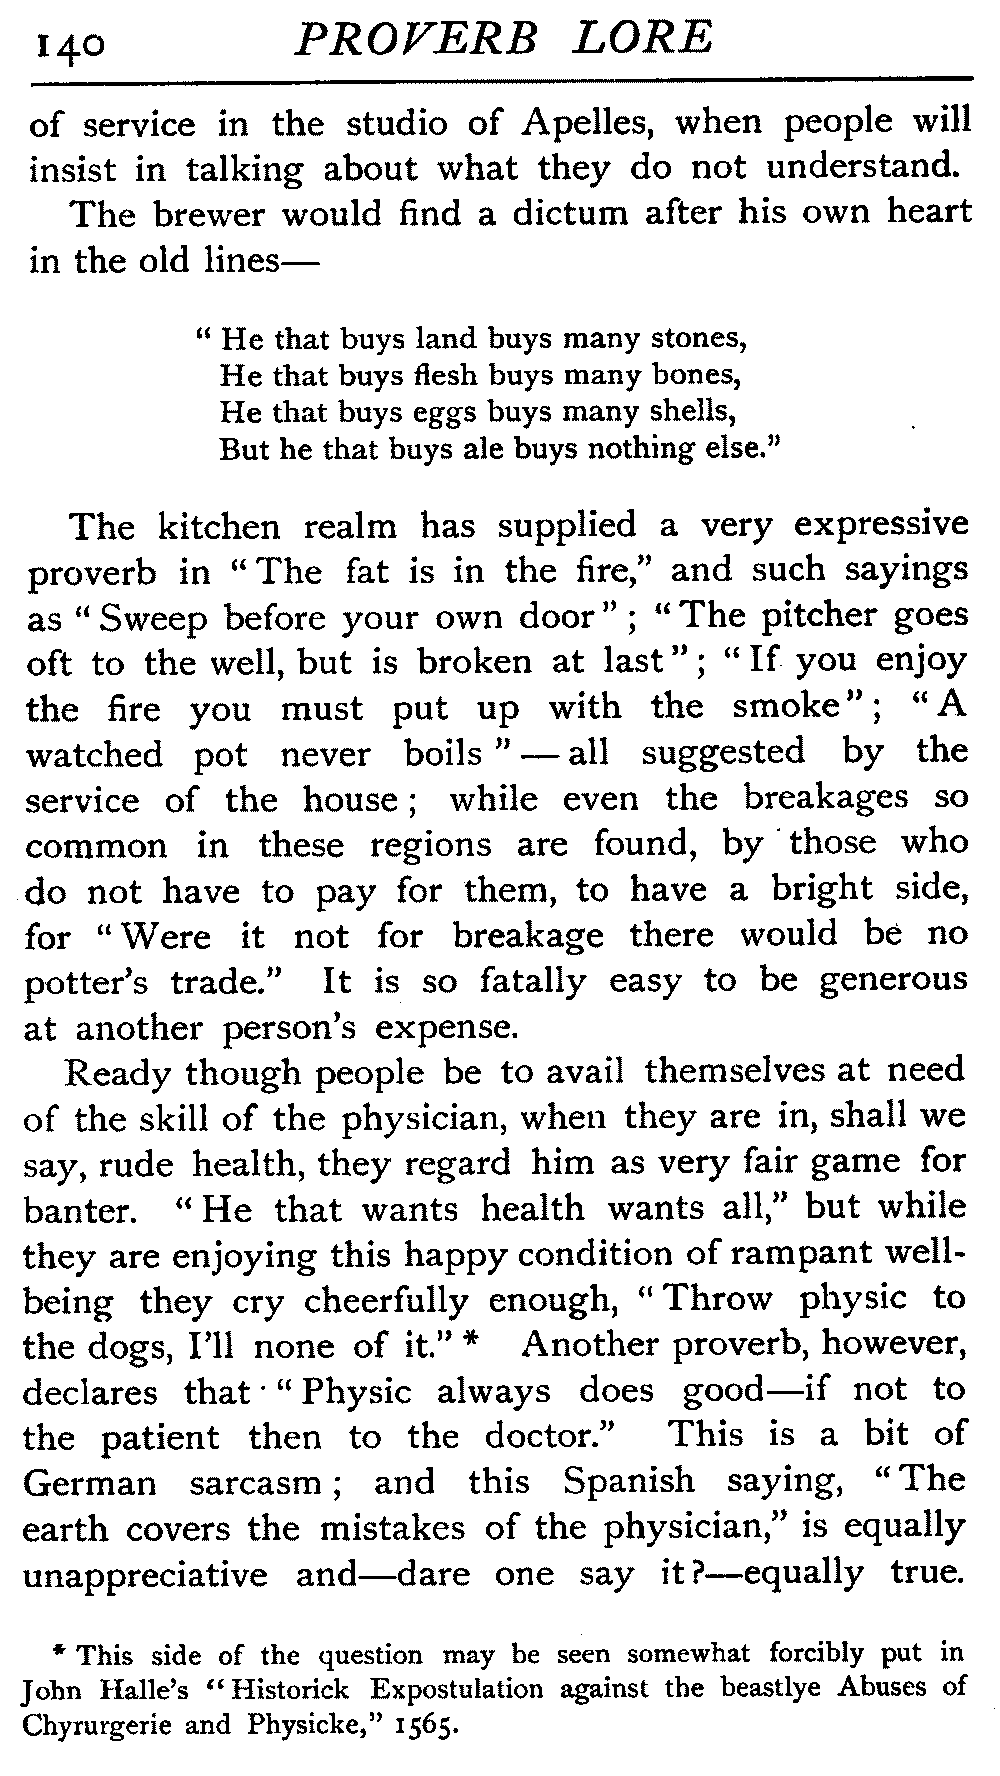 140 PROVERB LORE
of service in the studio of Apelles, when people will
insist in talking about what they do not understand.
The brewer would find a dictum after his own heart
in the old lines—
“ He that buys land buys many stones,
He that buys flesh buys many bones,
He that buys eggs buys many shells,
But he that buys ale buys nothing else.”
The kitchen realm has supplied a very expressive
proverb in “ The fat is in the fire,” and such sayings
as “ Sweep before your own door ” ; “ The pitcher goes
oft to the well, but is broken at last ” ; “ If you enjoy
the fire you must put up with the smoke ” ; “ A
watched pot never boils ” — all suggested by the
service of the house ; while even the breakages so
common in these regions are found, by those who
do not have to pay for them, to have a bright side,
for “ Were it not for breakage there would be no
potter’s trade.” It is so fatally easy to be generous
at another person’s expense.
Ready though people be to avail themselves at need
of the skill of the physician, when they are in, shall we
say, rude health, they regard him as very fair game for
banter. “ He that wants health wants all,” but while
they are enjoying this happy condition of rampant well-
being they cry cheerfully enough, “ Throw physic to
the dogs, I’ll none of it.” * Another proverb, however,
declares that “ Physic always does good—if not to
the patient then to the doctor.” This is a bit of
German sarcasm ; and this Spanish saying, “ The
earth covers the mistakes of the physician,” is equally
unappreciative and—dare one say it ?—equally true.
* This side of the question may be seen somewhat forcibly put in
John Halle’s “ Historick Expostulation against the beastlye Abuses of
Chyrurgerie and Physicke,” 1565.